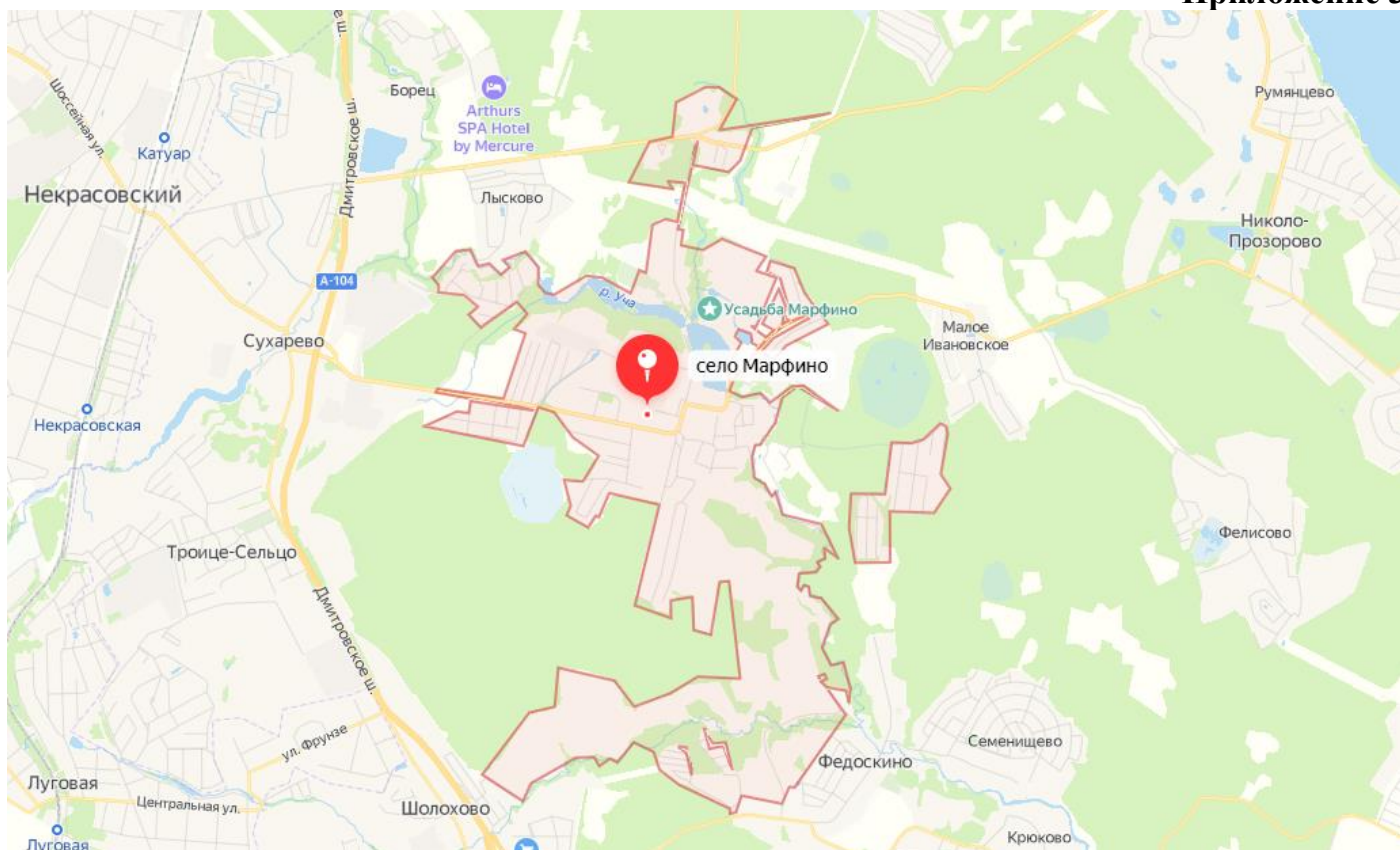 Приложение
Дмитровское ш.
Шоссейная ул.
Борец
Arthurs
SPA Hotel
by Mercure
Румянцево
Катуар
Некрасовский
Лысково
Николо-
Прозорово
А-104
р. Уча
Усадьба Марфино
Малое
Ивановское
Сухарево
село Марфино
Некрасовская
Троице-Сельцо
Фелисово
Дмитровское ш.
ул. Фрунзе
Семенищево
Федоскино
Луговая
Центральная ул.
Шолохово
Крюково
Луговая